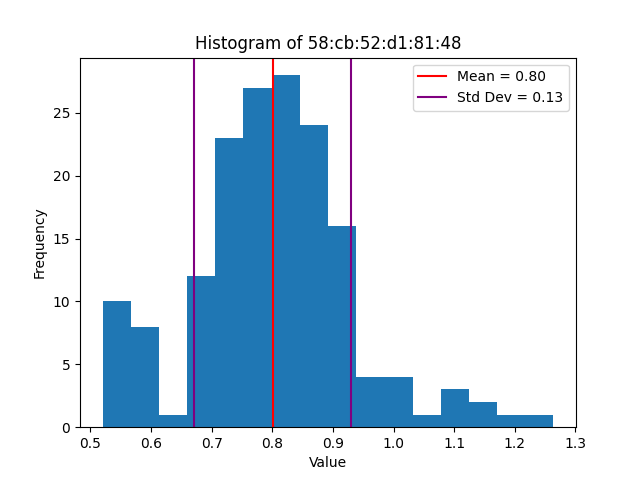 Histogram of 58:cb:52:d1:81:48
Mean = 0.80
Std Dev = 0.13
Frequency
25
20
15
10
5
0
0.5 0.6 0.7 0.8 0.9 1.0 1.1 1.2 1.3
Value